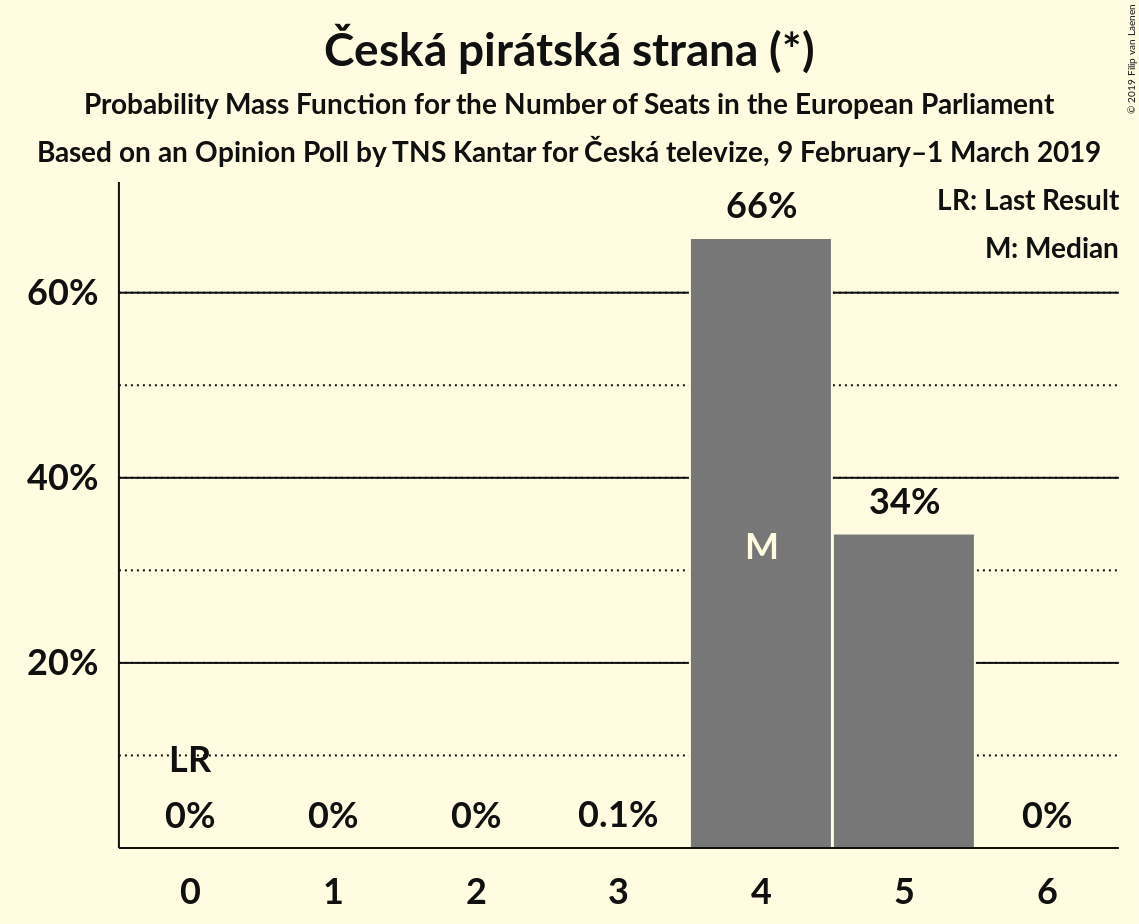 Česká pirátská strana (*)
Probability Mass Function for the Number of Seats in the European Parliament
Based on an Opinion Poll by TNS Kantar for Česká televize, 9 February–1 March 2019
© 2019 Filip van Laenen
LR: Last Result
M: Median
66%
60%
40%
34%
M
20%
LR
0%
0%
0%
0.1%
0%
0
1
2
3
4
5
6